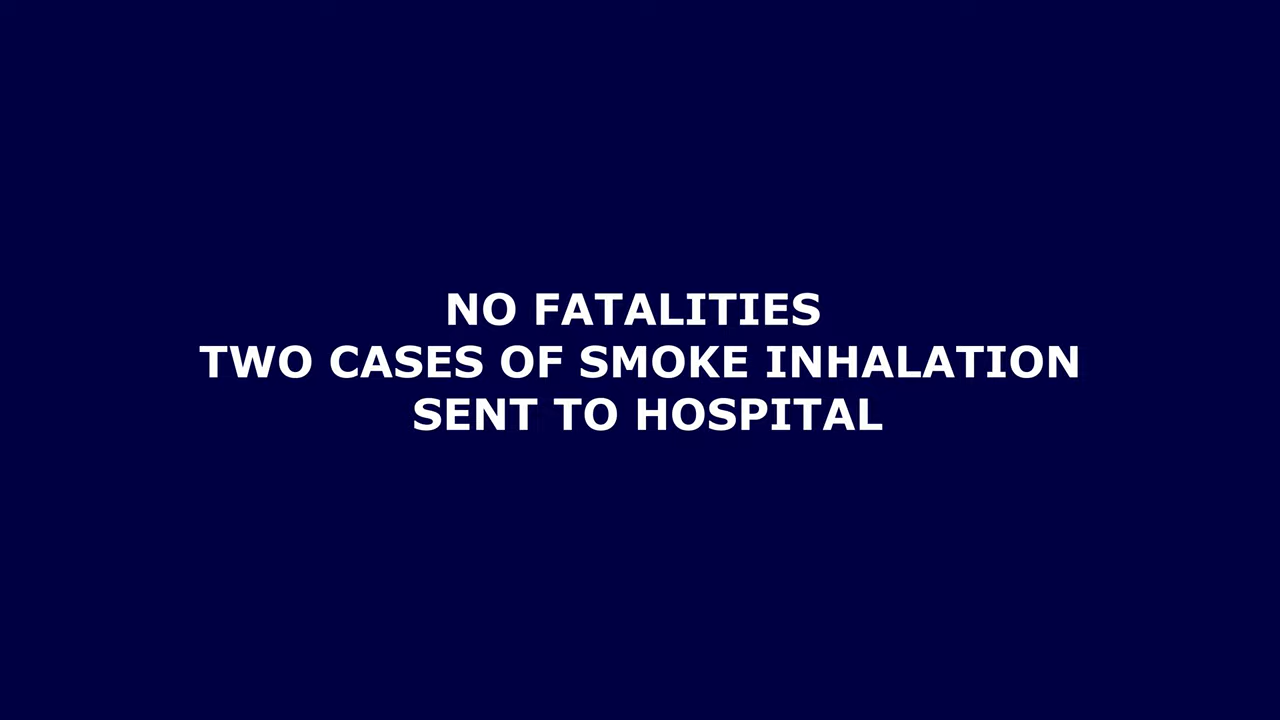 NO FATALITIES
TWO CASES OF SMOKE INHALATION
SENT TO HOSPITAL